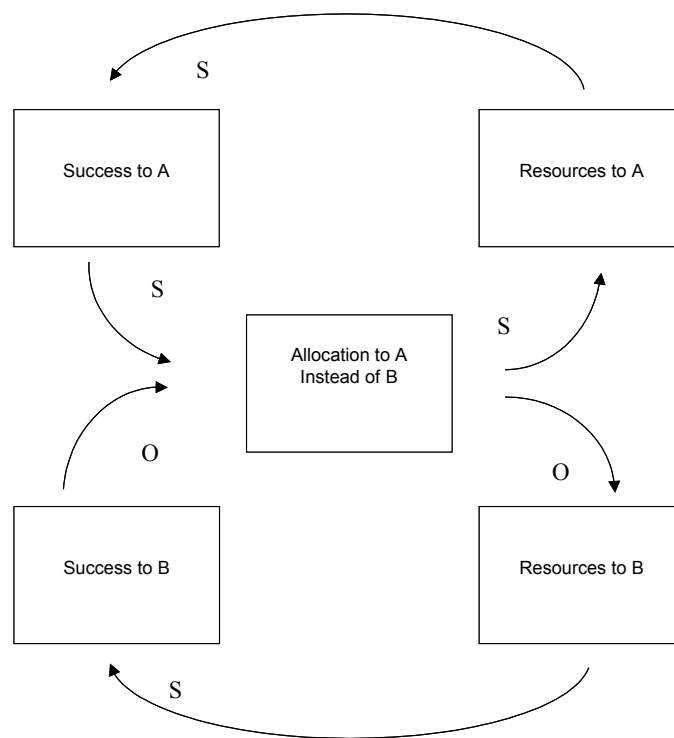 S
Success to A
Resources to A
S
S
Allocation to A
Instead of B
O
O
Success to B
Resources to B
S